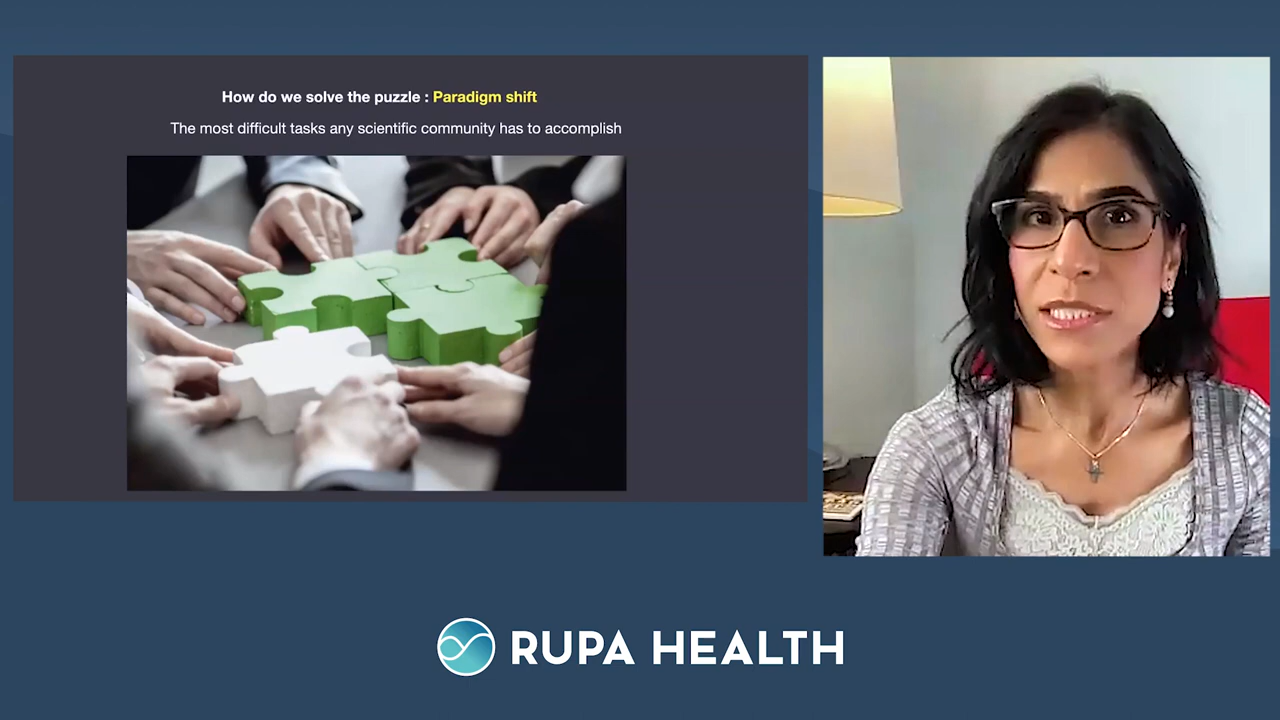 How do we solve the puzzle : Paradigm shift
The most difficult tasks any scientific community has to accomplish
RUPA HEALTH